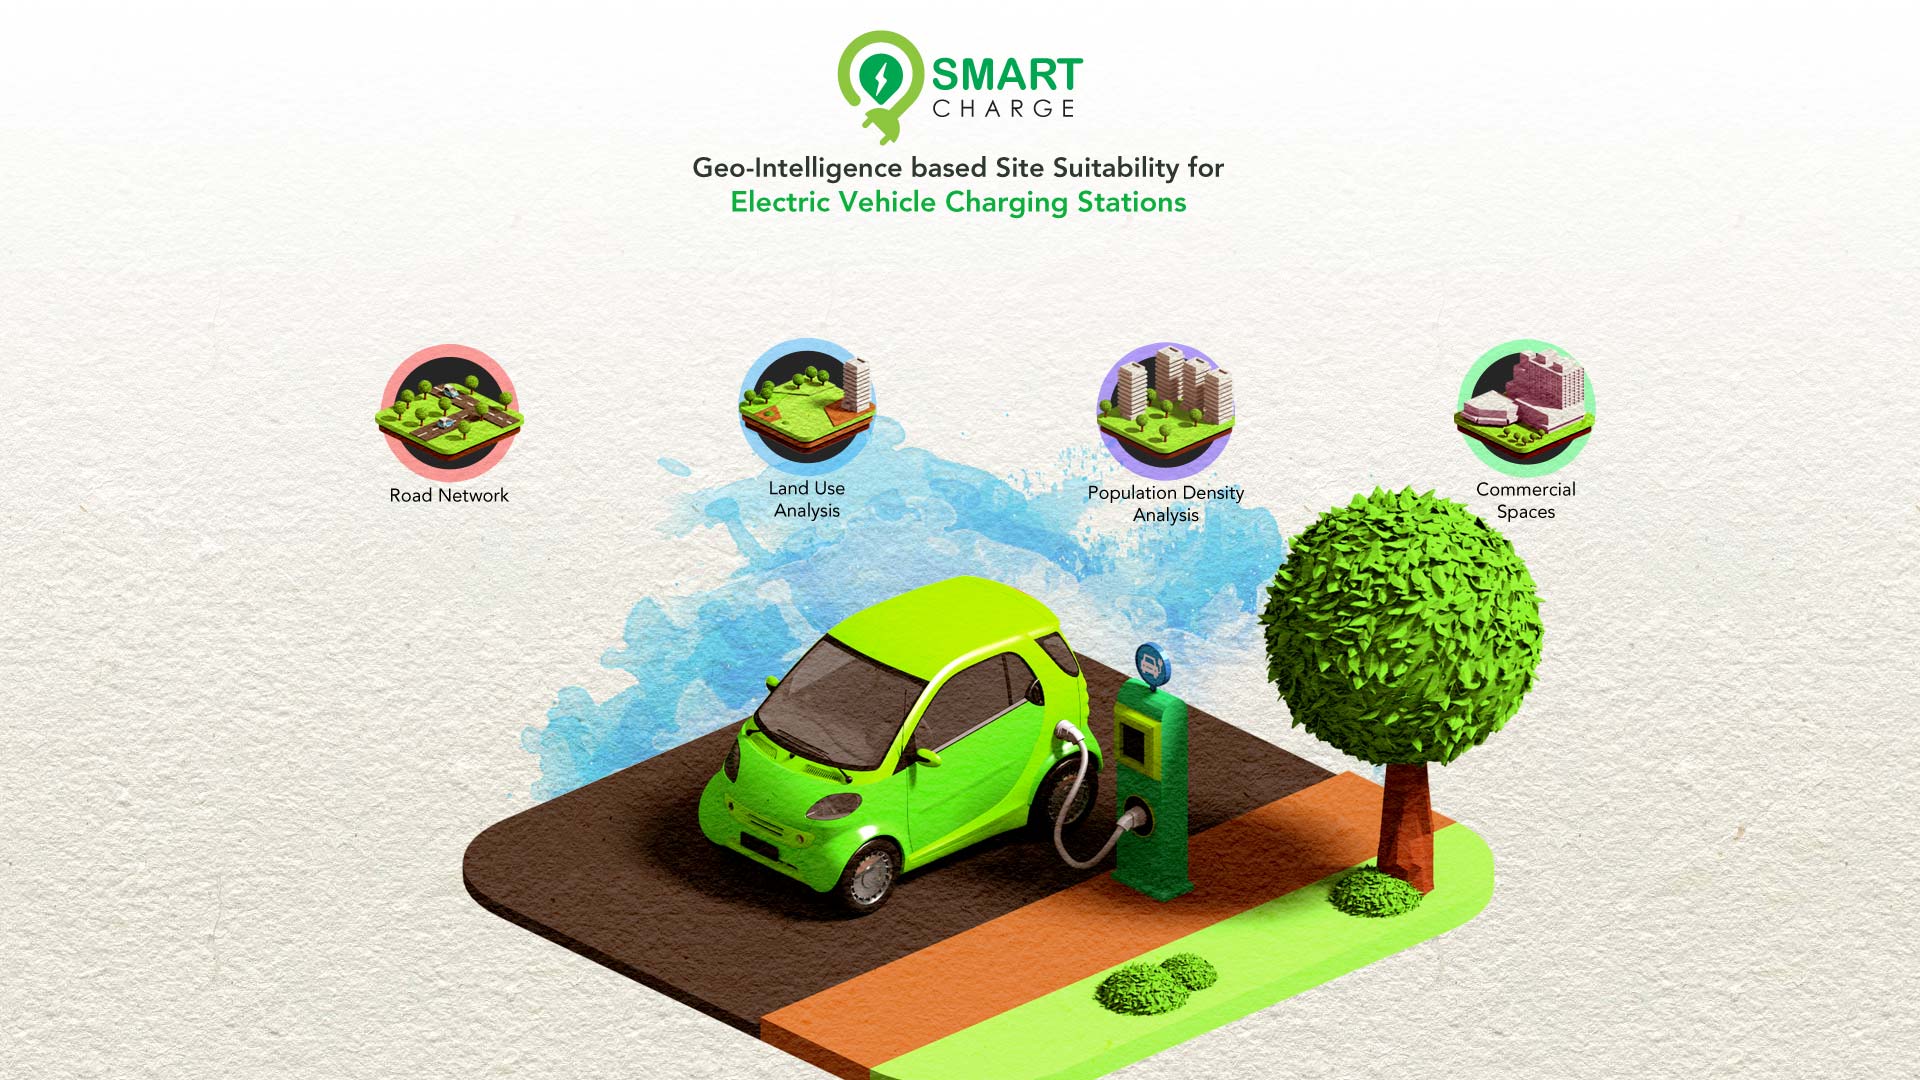 SMART
CHARGE
Geo-Intelligence based Site Suitability for
Electric Vehicle Charging Stations
Road Network
Land Use
Analysis
Population Density
Analysis
Commercial
Spaces